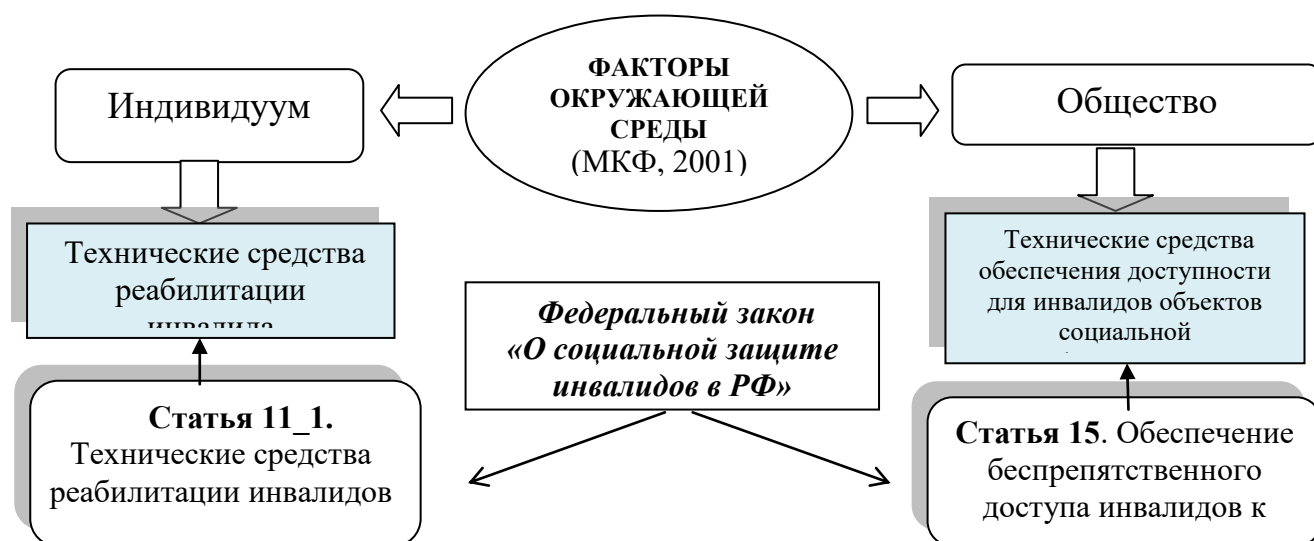 ФАКТОРЫ
ОКРУЖАЮЩЕЙ
СРЕДЫ
(МКФ, 2001)
Индивидуум
Общество
Технические средства
реабилитации
инвалида
Технические средства
обеспечения доступности
для инвалидов объектов
социальной
Федеральный закон
«О социальной защите
инвалидов в РФ»
Статья 11_1.
Технические средства
реабилитации инвалидов
Статья 15. Обеспечение
беспрепятственного
доступа инвалидов к